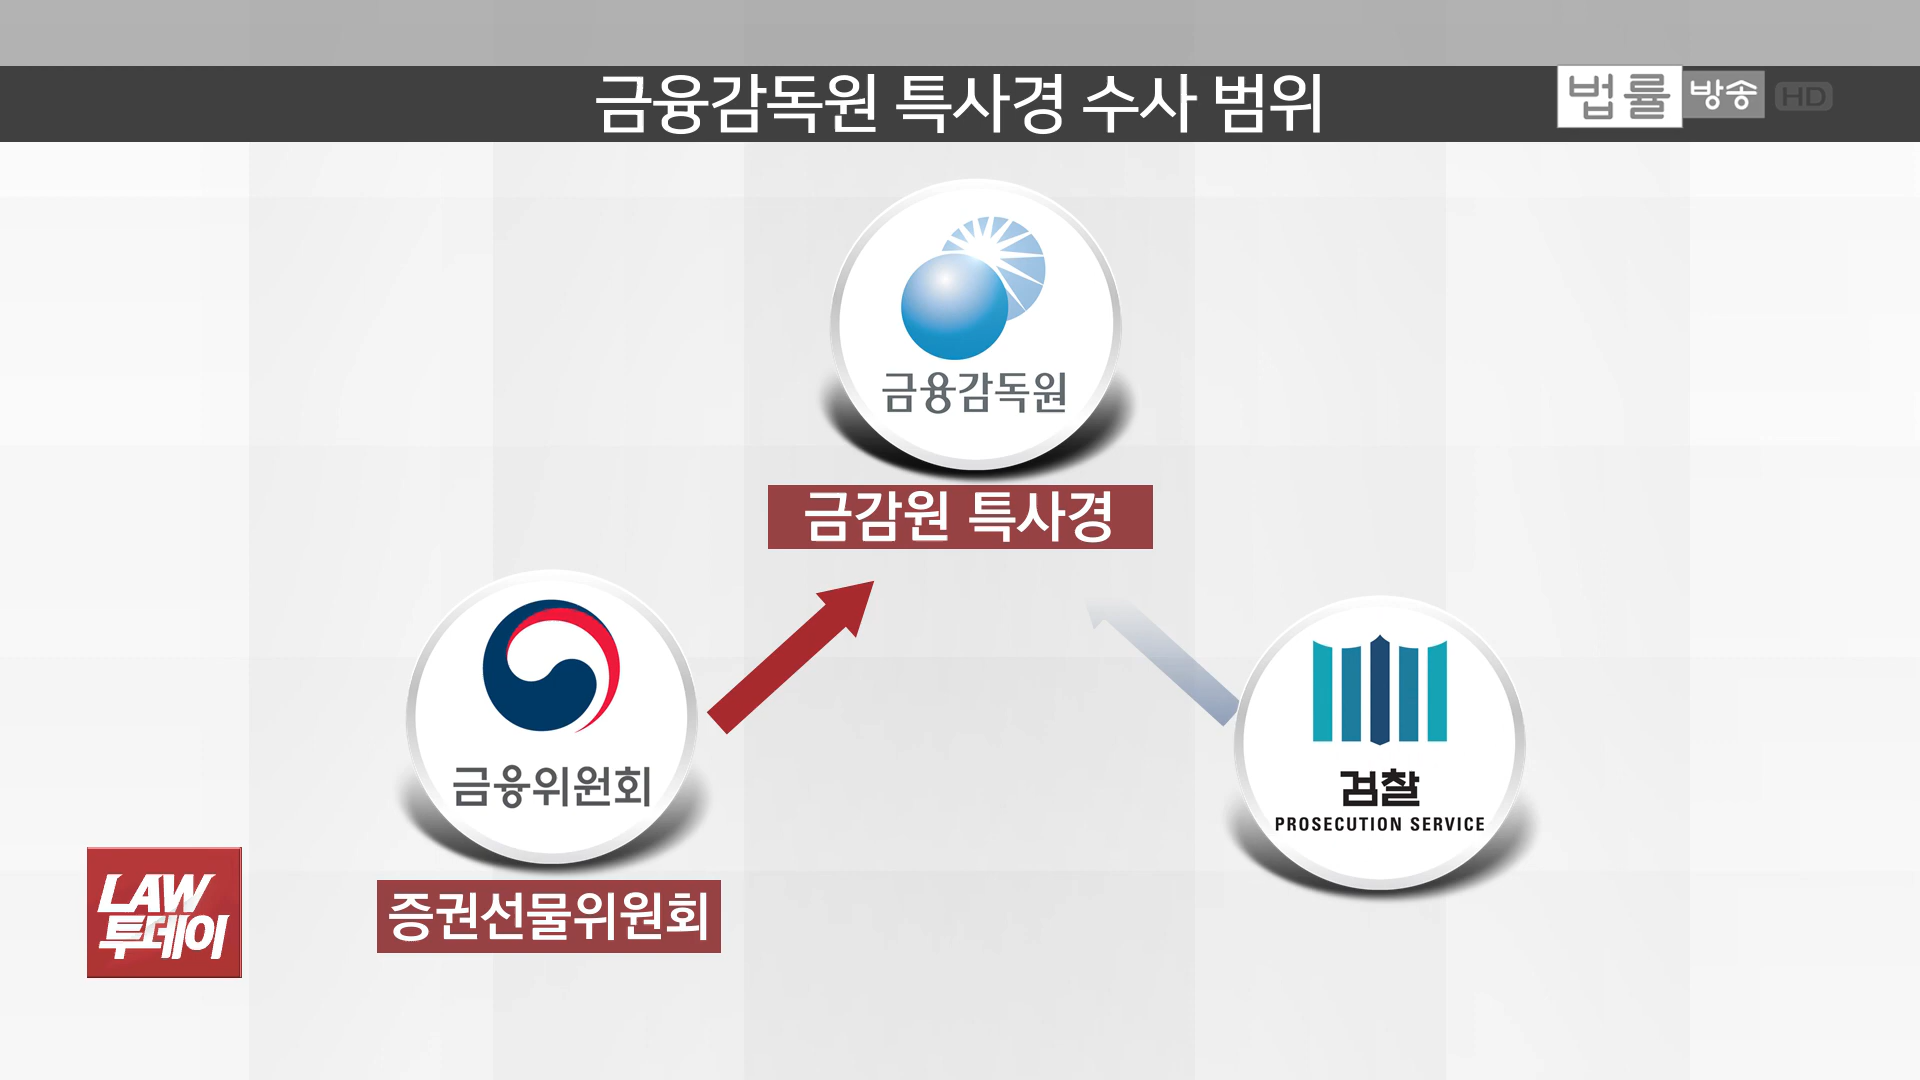 금융감독원 특사경 수사 범위
법률방송 HD
금융감독원
금감원 특사경
금융위원회
증권선물위원회
검찰
PROSECUTION SERVICE
LAW
투데이